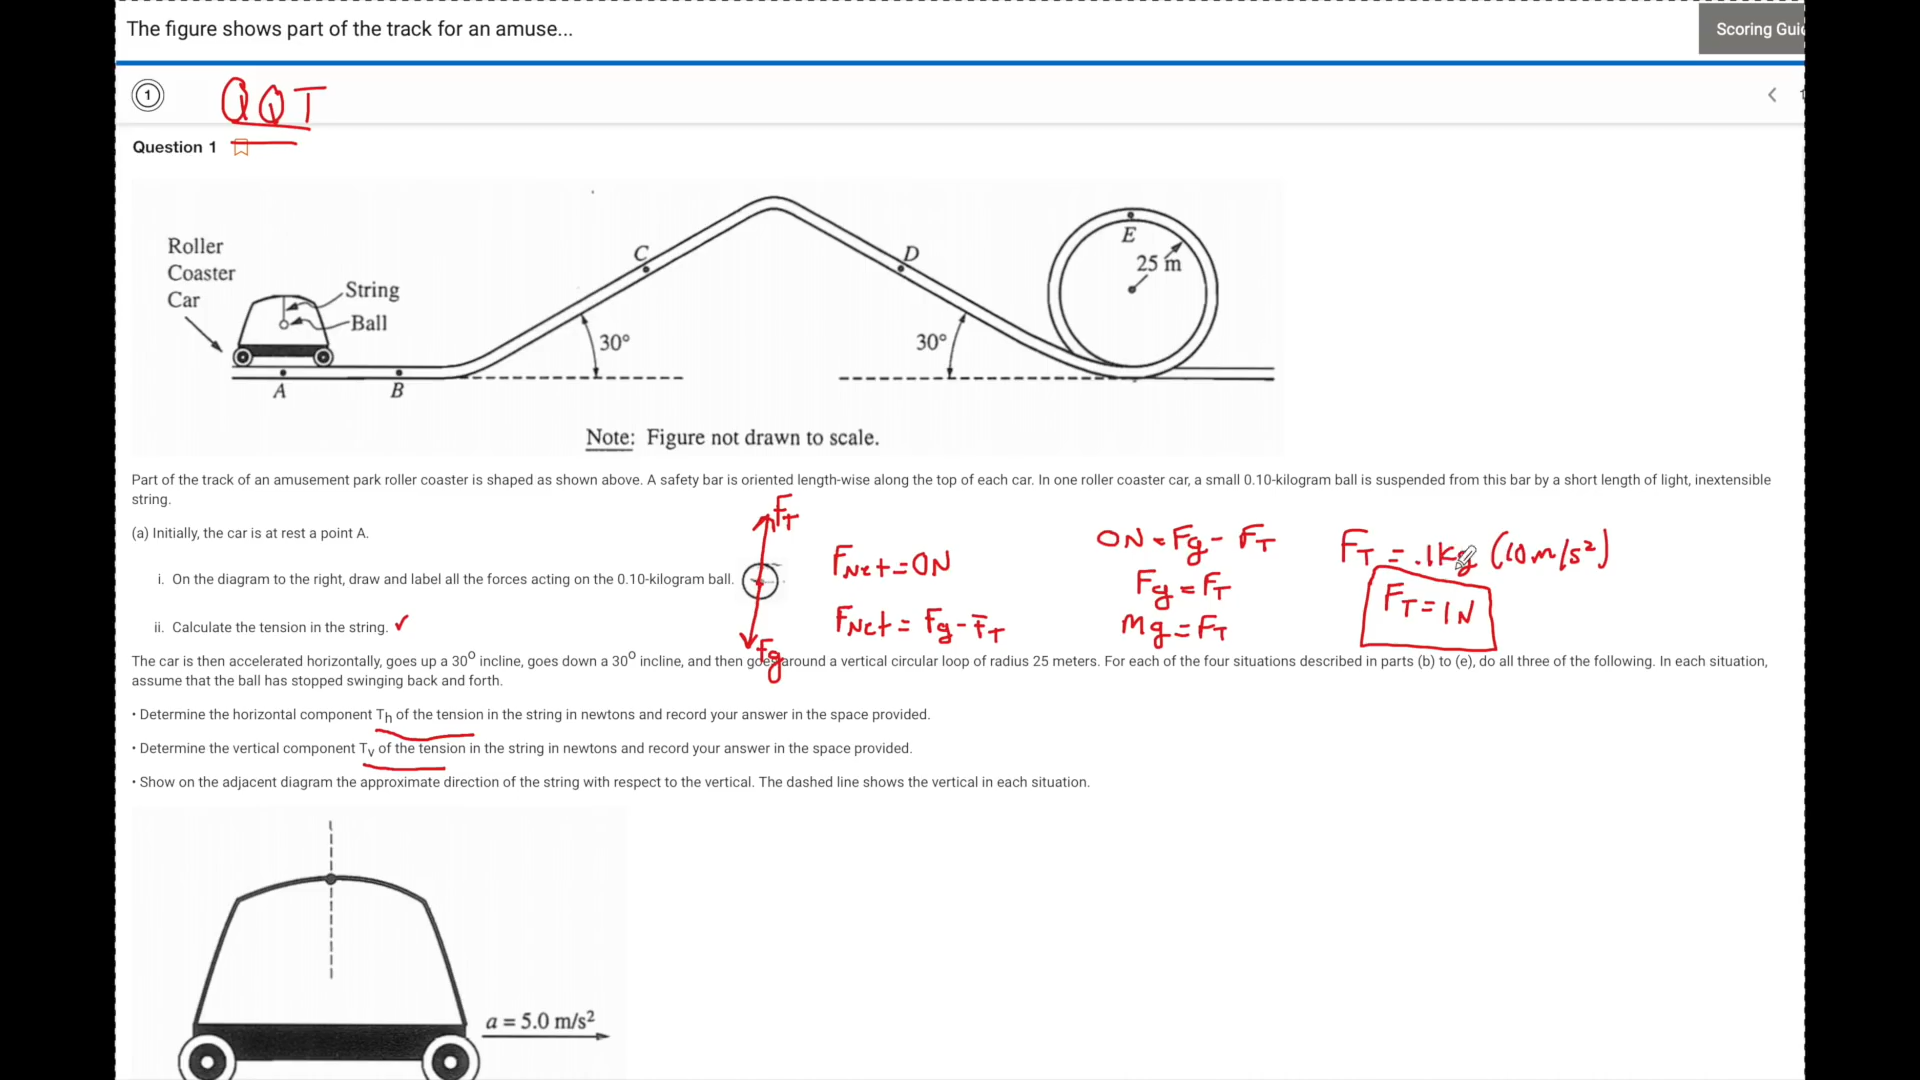 The figure shows part of the track for an amuse...
Scoring Gui
1
QQT
Question 1
Roller
Coaster
Car
String
Ball
A
B
C
30°
D
30°
E
25 m
Note: Figure not drawn to scale.
Part of the track of an amusement park roller coaster is shaped as shown above. A safety bar is oriented length-wise along the top of each car. In one roller coaster car, a small 0.10-kilogram ball is suspended from this bar by a short length of light, inextensible
string.
(a) Initially, the car is at rest a point A.
i. On the diagram to the right, draw and label all the forces acting on the 0.10-kilogram ball.
ii. Calculate the tension in the string. ✓
FT
Fg
FNet = 0N
FNet = Fg - FT
0N = Fg - FT
Fg = FT
Mg = FT
FT = .1Kg (10m/s²)
FT = 1N
The car is then accelerated horizontally, goes up a 30° incline, goes down a 30° incline, and then goes around a vertical circular loop of radius 25 meters. For each of the four situations described in parts (b) to (e), do all three of the following. In each situation,
assume that the ball has stopped swinging back and forth.
• Determine the horizontal component Th of the tension in the string in newtons and record your answer in the space provided.
• Determine the vertical component Tv of the tension in the string in newtons and record your answer in the space provided.
• Show on the adjacent diagram the approximate direction of the string with respect to the vertical. The dashed line shows the vertical in each situation.
a = 5.0 m/s²